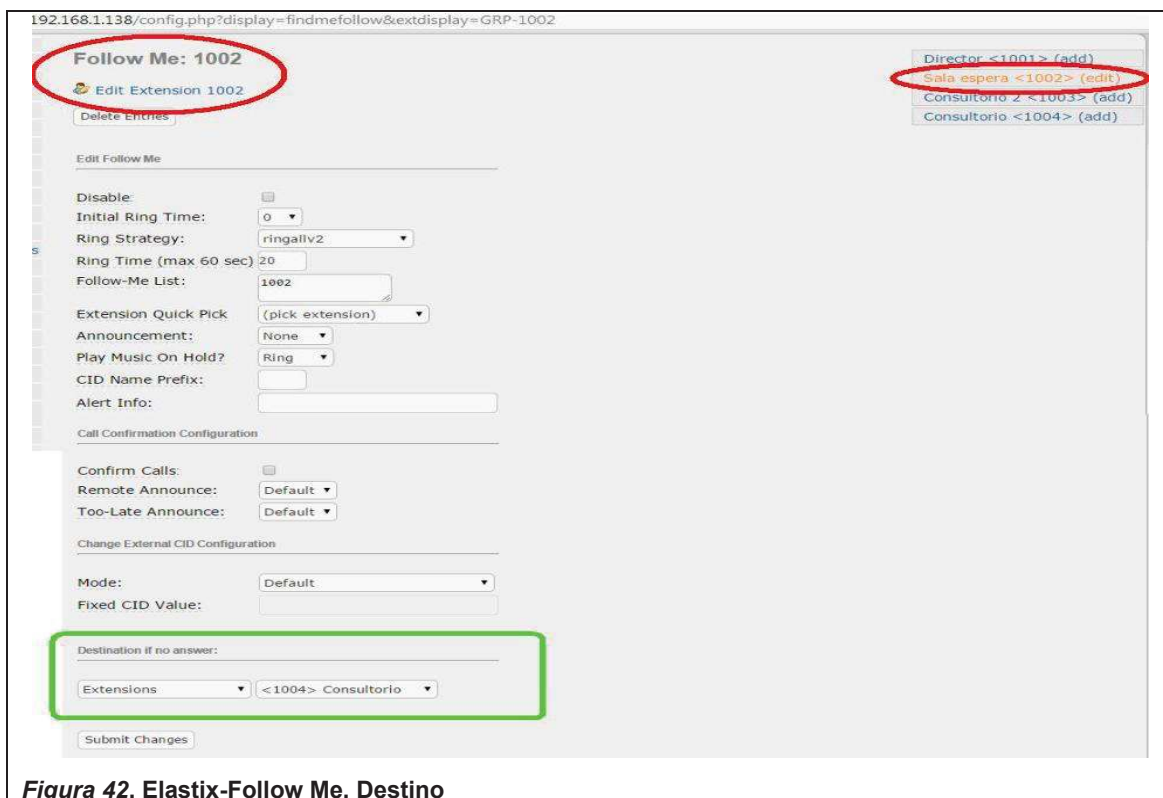 192.168.1.138/config.php?display=findmefollow&extdisplay=GRP-1002
Follow Me: 1002
Edit Extension 1002
Delete Entries
Director <1001> (add)
Sala espera <1002> (edit)
Consultorio 2 <1003> (add)
Consultorio <1004> (add)
Edit Follow Me
Disable
Initial Ring Time: 0
Ring Strategy: ringallv2
Ring Time (max 60 sec) 20
Follow-Me List: 1002
Extension Quick Pick (pick extension)
Announcement: None
Play Music On Hold? Ring
CID Name Prefix:
Alert Info:
Call Confirmation Configuration
Confirm Calls:
Remote Announce: Default
Too-Late Announce: Default
Change External CID Configuration
Mode: Default
Fixed CID Value:
Destination if no answer:
Extensions <1004> Consultorio
Submit Changes
s
Figura 42. Elastix-Follow Me. Destino